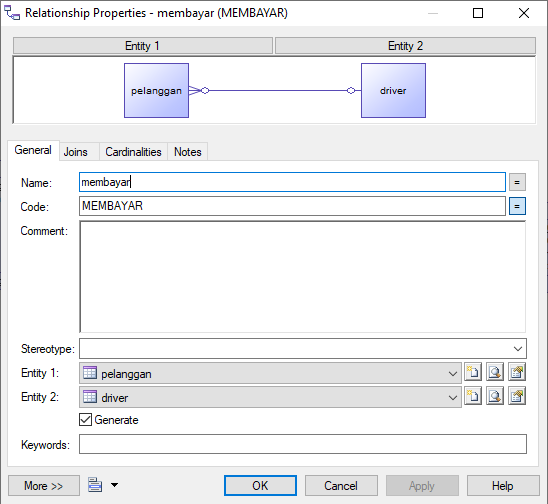 Relationship Properties - membayar (MEMBAYAR)
Entity 1 Entity 2
pelanggan driver
General Joins Cardinalities Notes
Name: membayar =
Code: MEMBAYAR =
Comment:
Stereotype:
Entity 1: pelanggan
Entity 2: driver
Generate
Keywords:
More >> OK Cancel Apply Help